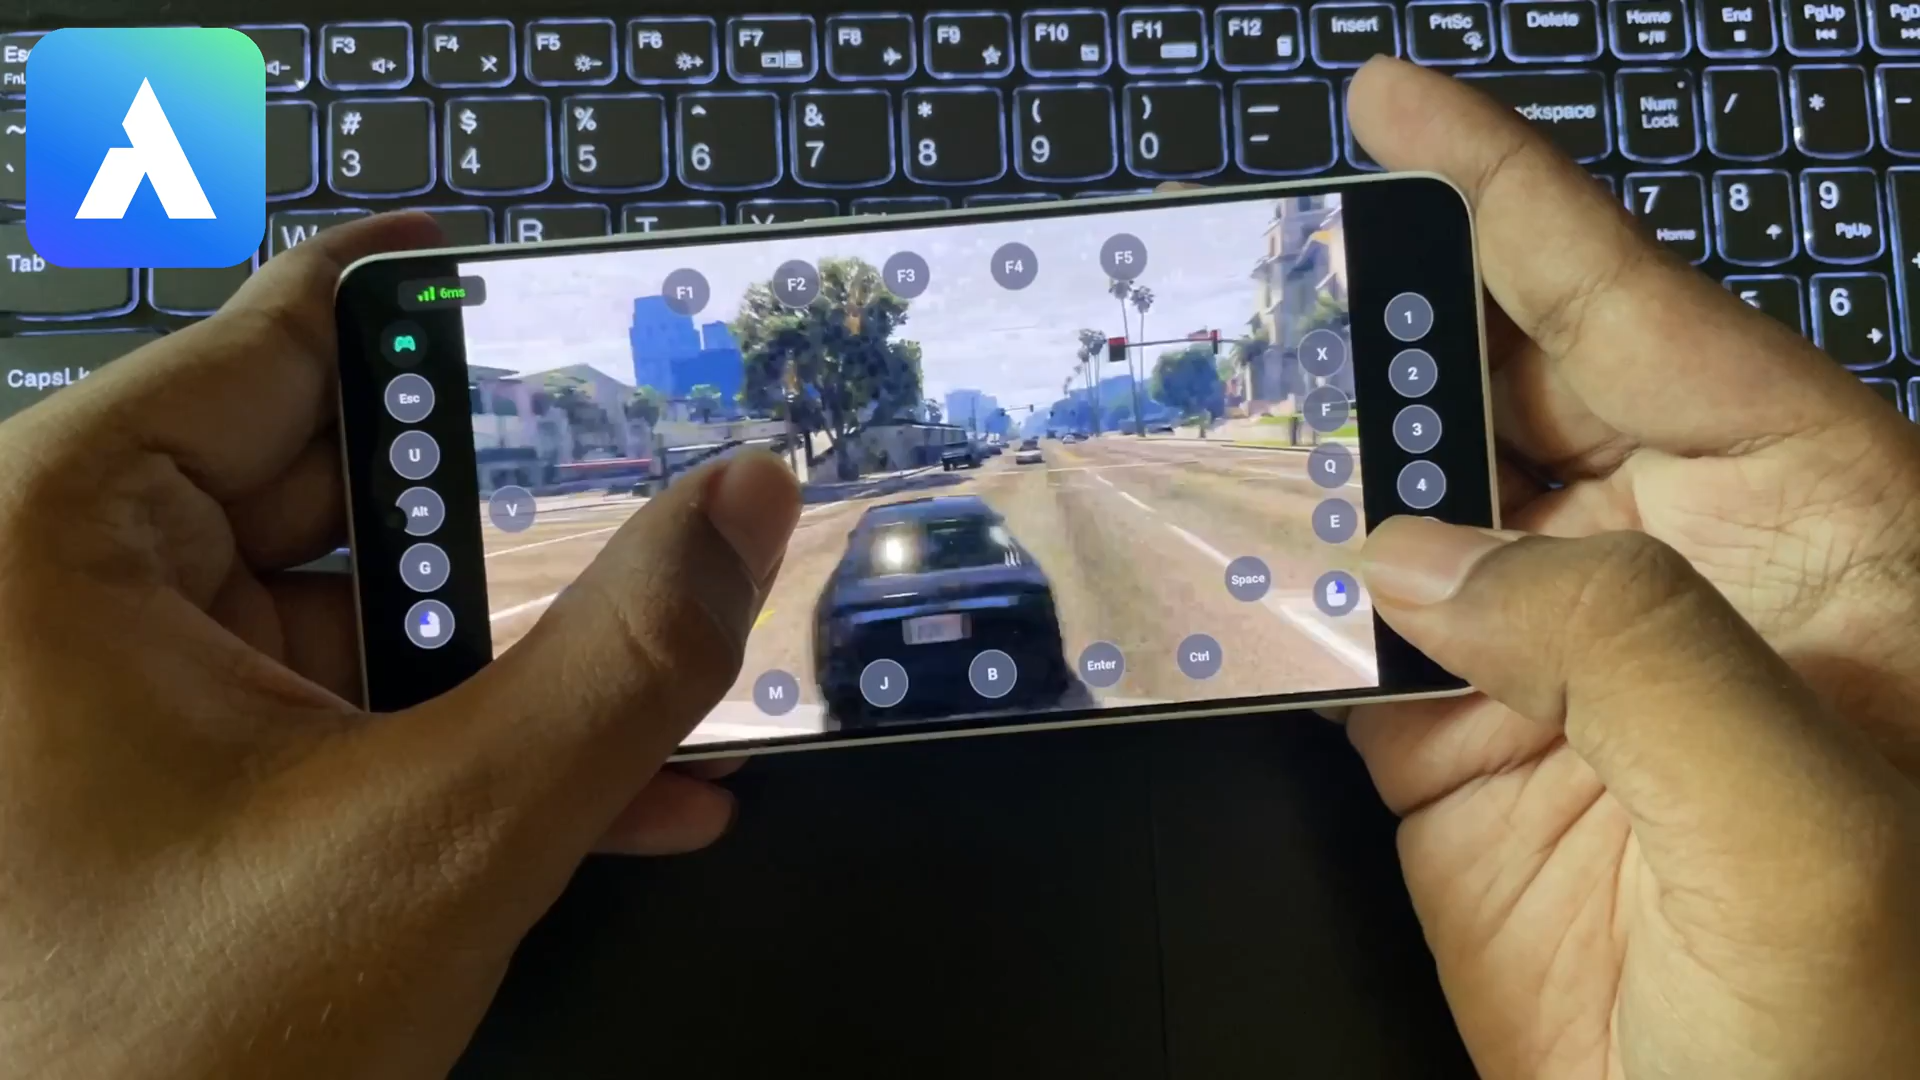 Esc F3 F4 F5 F6 F7 F8 F9 F10 F11 F12 Insert PrtSc Delete Home End PgUp
# $ % ^ & * ( ) — Num Lock / * -
3 4 5 6 7 8 9 0 - ckspace
W R T 7 8 9
Home PgUp
Tab
6
CapsL
6ms
F1 F2 F3 F4 F5
Esc
U
Alt
G
V
X
F
Q
E
Space
1
2
3
4
M J B Enter Ctrl